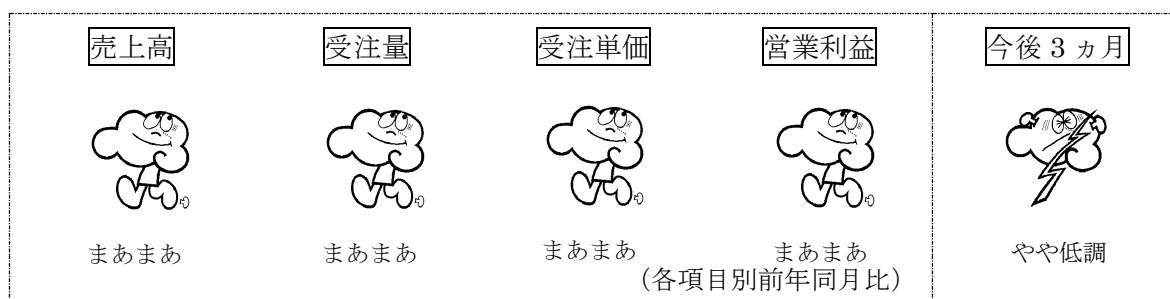 売上高 受注量 受注単価 営業利益 今後3ヵ月
まあまあ まあまあ まあまあ まあまあ やや低調
（各項目別前年同月比）